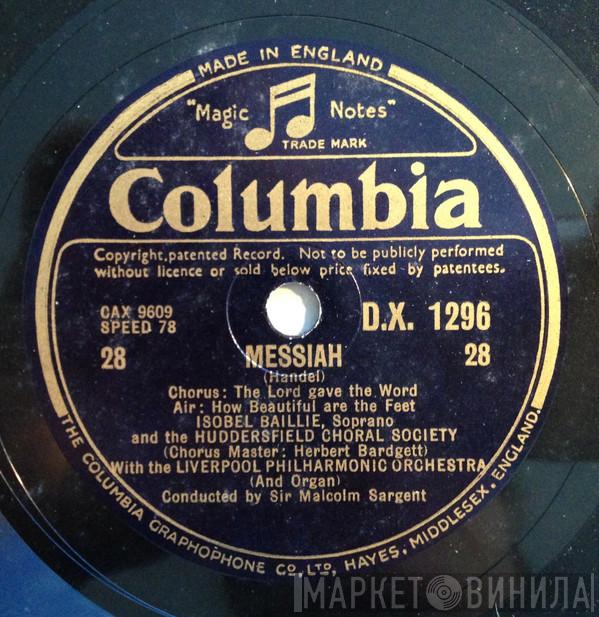 MADE IN ENGLAND
"Magic Notes"
TRADE MARK
Columbia
Copyright, patented Record. Not to be publicly performed
without licence or sold below price fixed by patentees.
CAX 9609
SPEED 78
D.X. 1296
28 MESSIAH 28
(Handel)
Chorus: The Lord gave the Word
Air: How Beautiful are the Feet
ISOBEL BAILLIE, Soprano
and the HUDDERSFIELD CHORAL SOCIETY
(Chorus Master: Herbert Bardgett)
With the LIVERPOOL PHILHARMONIC ORCHESTRA
(And Organ)
Conducted by Sir Malcolm Sargent
THE COLUMBIA GRAPHOPHONE CO., LTD, HAYES, MIDDLESEX. ENGLAND.
МАРКЕТ ВИНИЛА